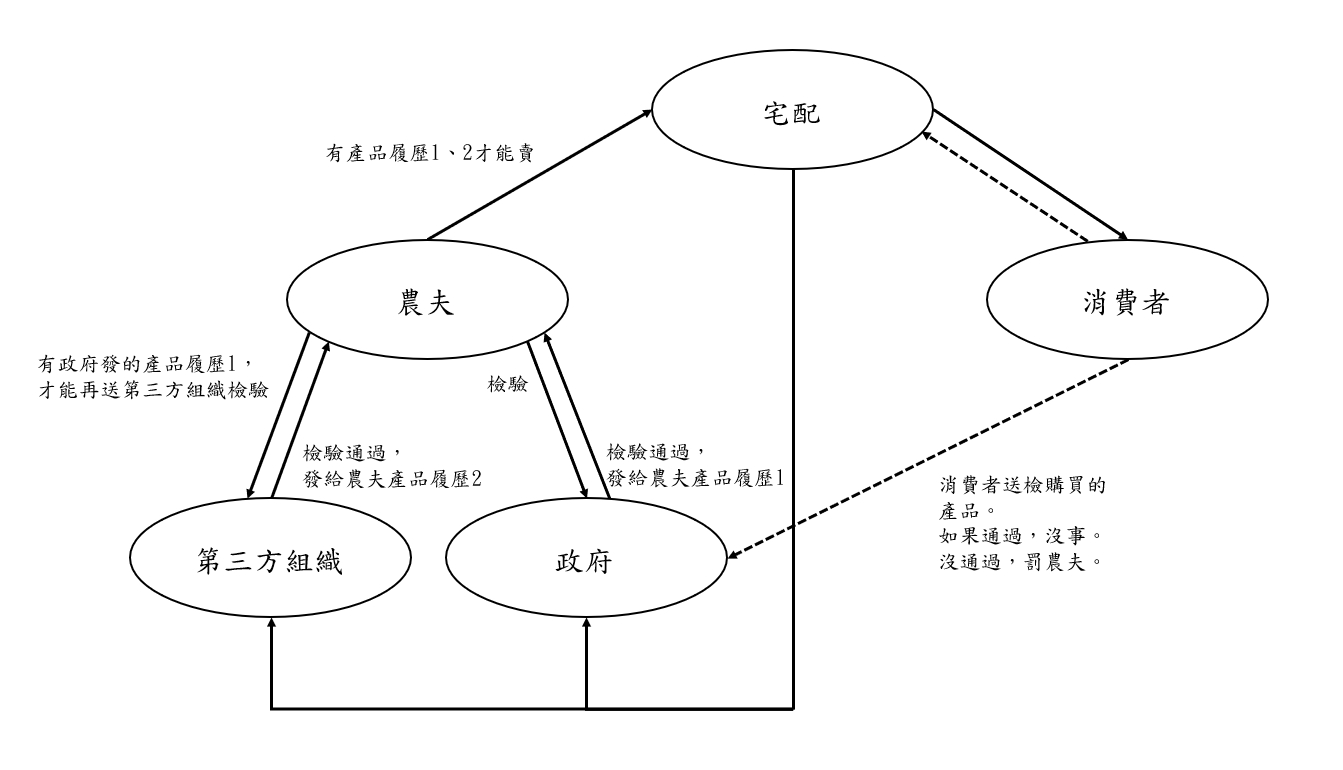 宅配
有產品履歷1、2才能賣
農夫
消費者
有政府發的產品履歷1，
才能再送第三方組織檢驗
檢驗
檢驗通過，
發給農夫產品履歷2
檢驗通過，
發給農夫產品履歷1
消費者送檢購買的
產品。
如果通過，沒事。
沒通過，罰農夫。
第三方組織
政府